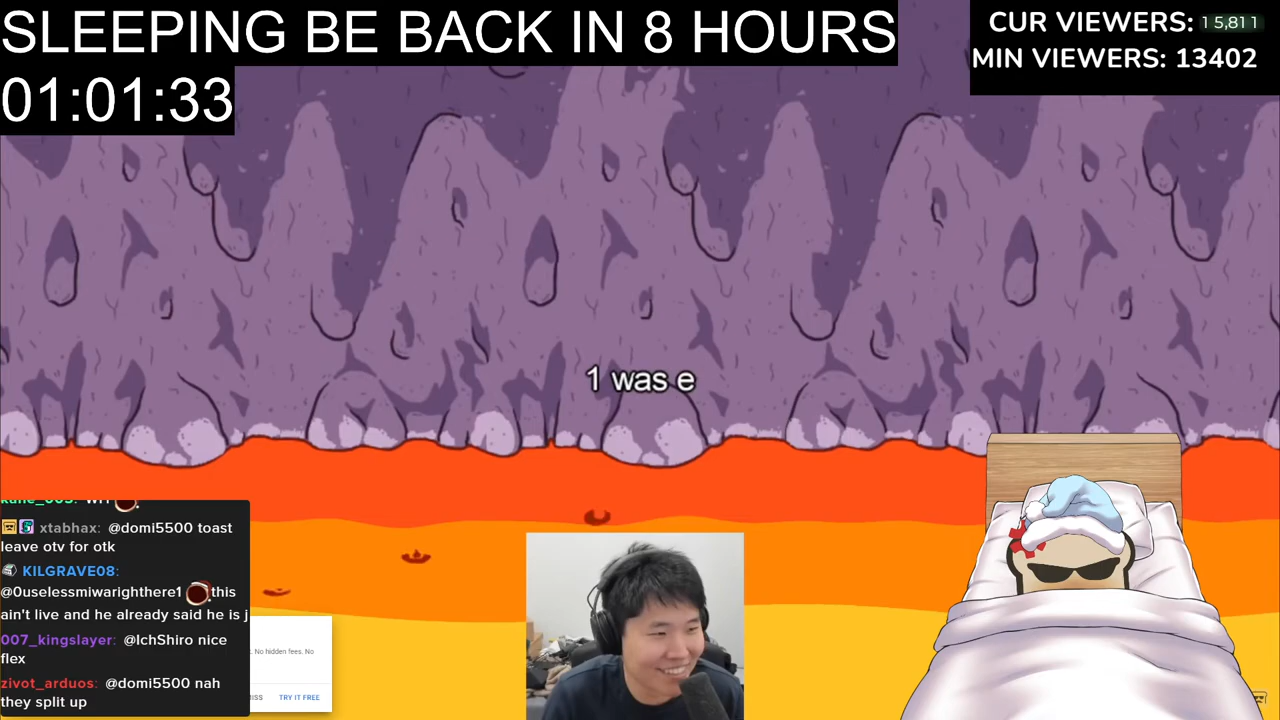 SLEEPING BE BACK IN 8 HOURS
01:01:33
CUR VIEWERS: 15,811
MIN VIEWERS: 13402
1 was e
xtabhax: @domi5500 toast
leave otv for otk
KILGRAVE08:
@0uselessmiwarighthere1 this
ain't live and he already said he is j
007_kingslayer: @IchShiro nice
flex
zivot_arduos: @domi5500 nah
they split up
. No hidden fees. No
TRY IT FREE